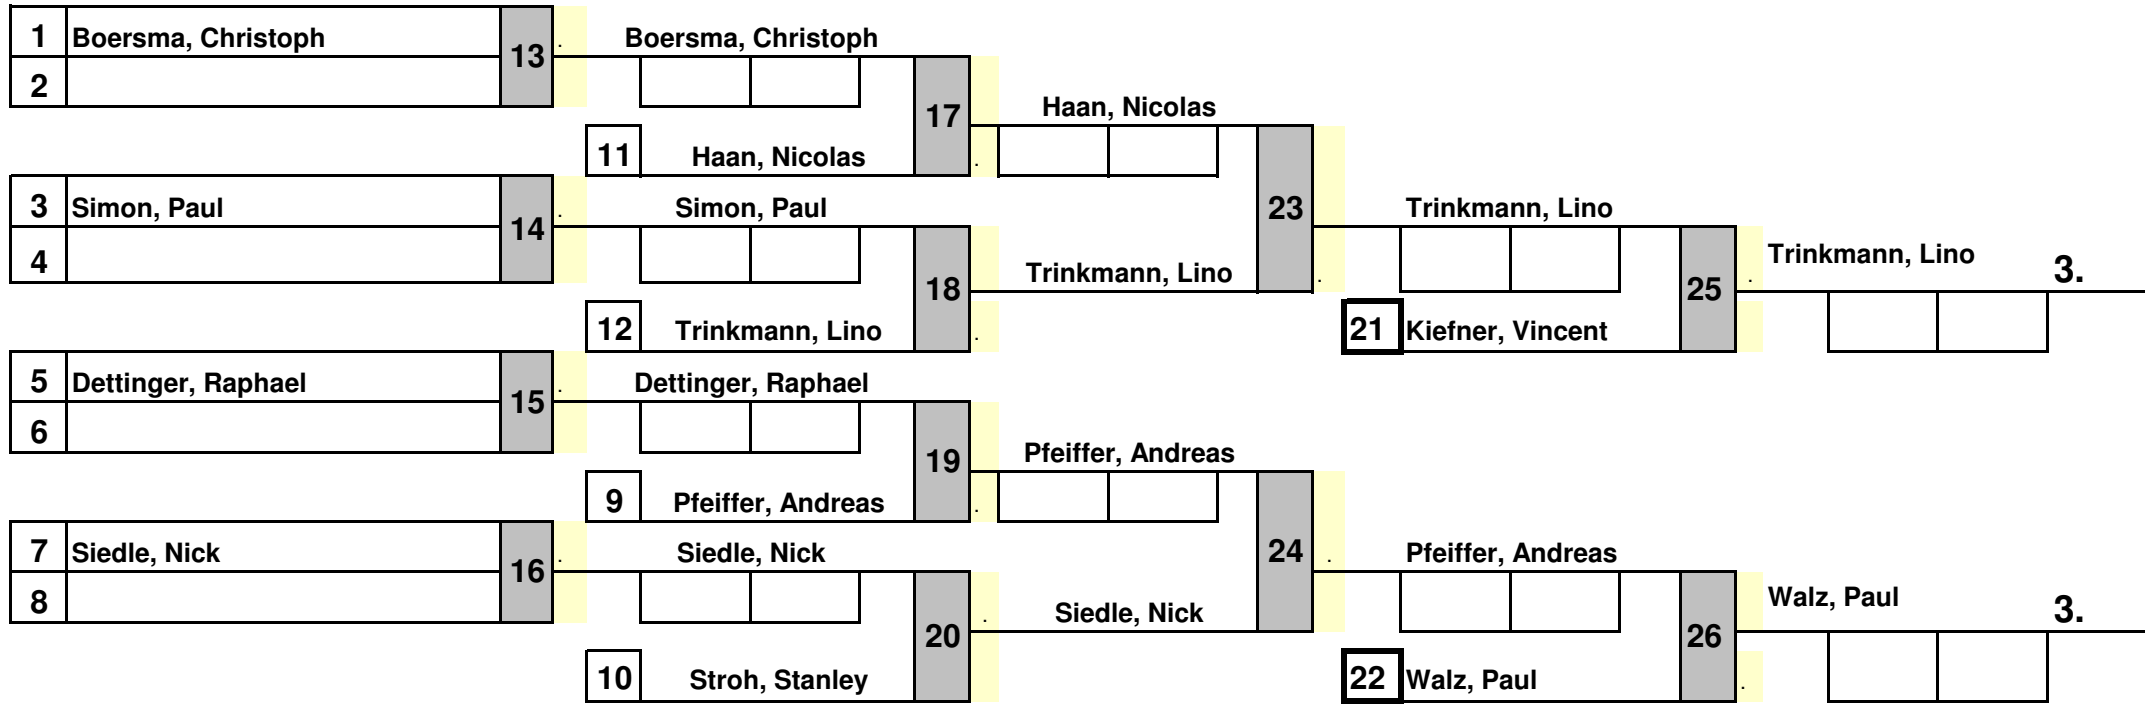 1 Boersma, Christoph 13 . Boersma, Christoph
2
17 Haan, Nicolas
11 Haan, Nicolas .
3 Simon, Paul 14 . Simon, Paul 23 Trinkmann, Lino
4
18 Trinkmann, Lino . 25 . Trinkmann, Lino 3.
12 Trinkmann, Lino . 21 Kiefner, Vincent
5 Dettinger, Raphael 15 . Dettinger, Raphael
6
19 Pfeiffer, Andreas
9 Pfeiffer, Andreas .
7 Siedle, Nick 16 . Siedle, Nick 24 . Pfeiffer, Andreas
8
20 . Siedle, Nick 26 Walz, Paul 3.
10 Stroh, Stanley 22 Walz, Paul .